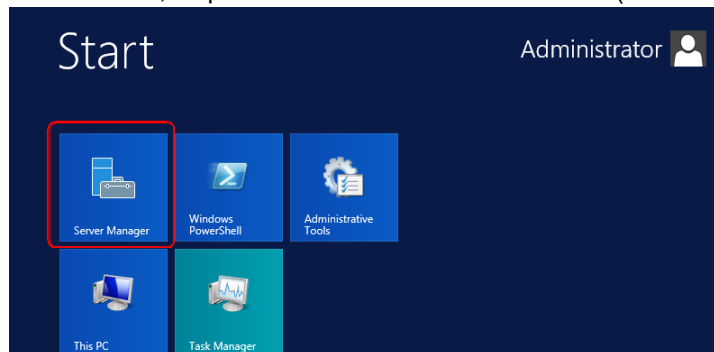 Start
Administrator
Server Manager
Windows
PowerShell
Administrative
Tools
This PC
Task Manager